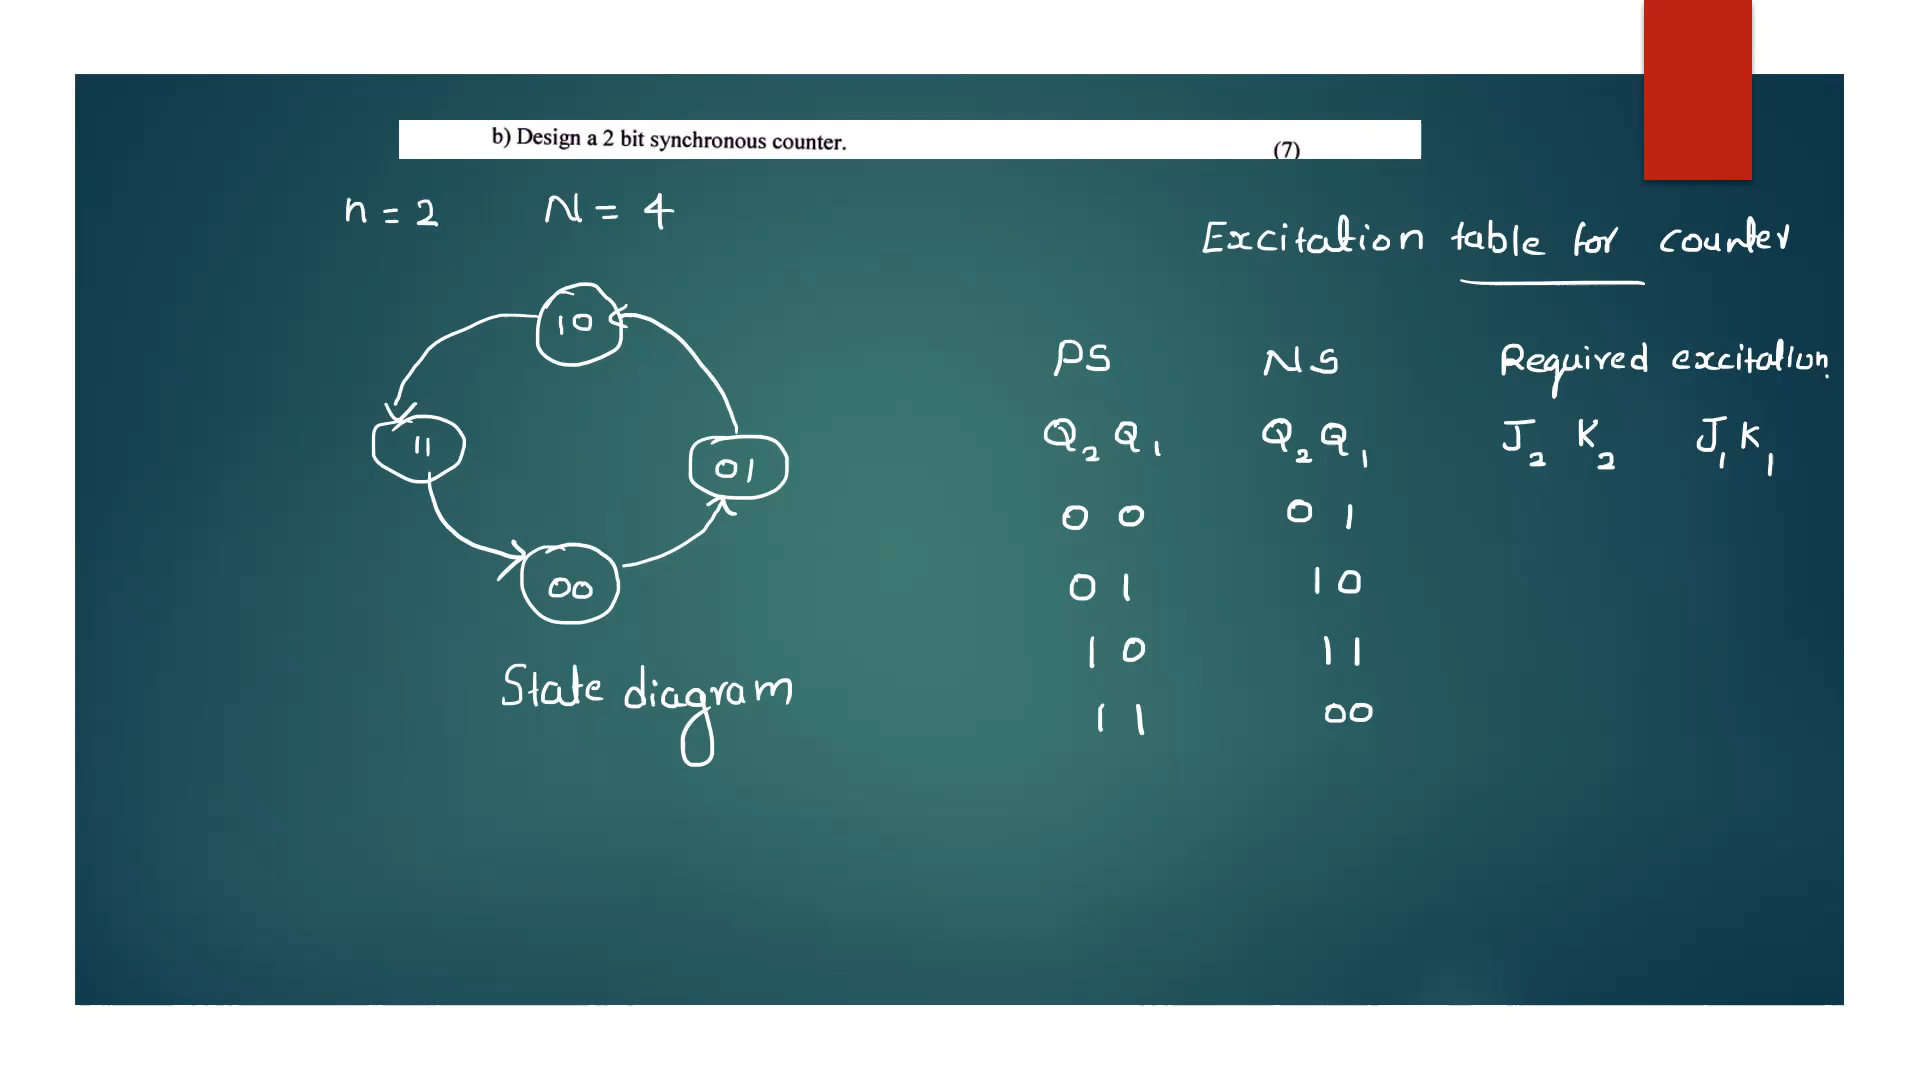 b) Design a 2 bit synchronous counter. (7)
n = 2 N = 4
Excitation table for counter
10
11
01
00
State diagram
PS NS Required excitation.
Q2 Q1 Q2 Q1 J2 K2 J1 K1
0 0 0 1
0 1 1 0
1 0 1 1
1 1 00